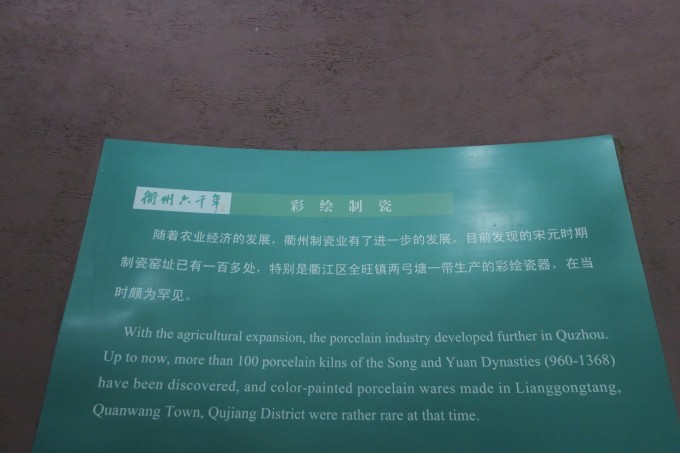 衢州六千年
彩绘制瓷
随着农业经济的发展，衢州制瓷业有了进一步的发展，目前发现的宋元时期
制瓷窑址已有一百多处，特别是衢江区全旺镇两弓塘一带生产的彩绘瓷器，在当
时颇为罕见。
With the agricultural expansion, the porcelain industry developed further in Quzhou.
Up to now, more than 100 porcelain kilns of the Song and Yuan Dynasties (960-1368)
have been discovered, and color-painted porcelain wares made in Lianggongtang,
Quanwang Town, Qujiang District were rather rare at that time.